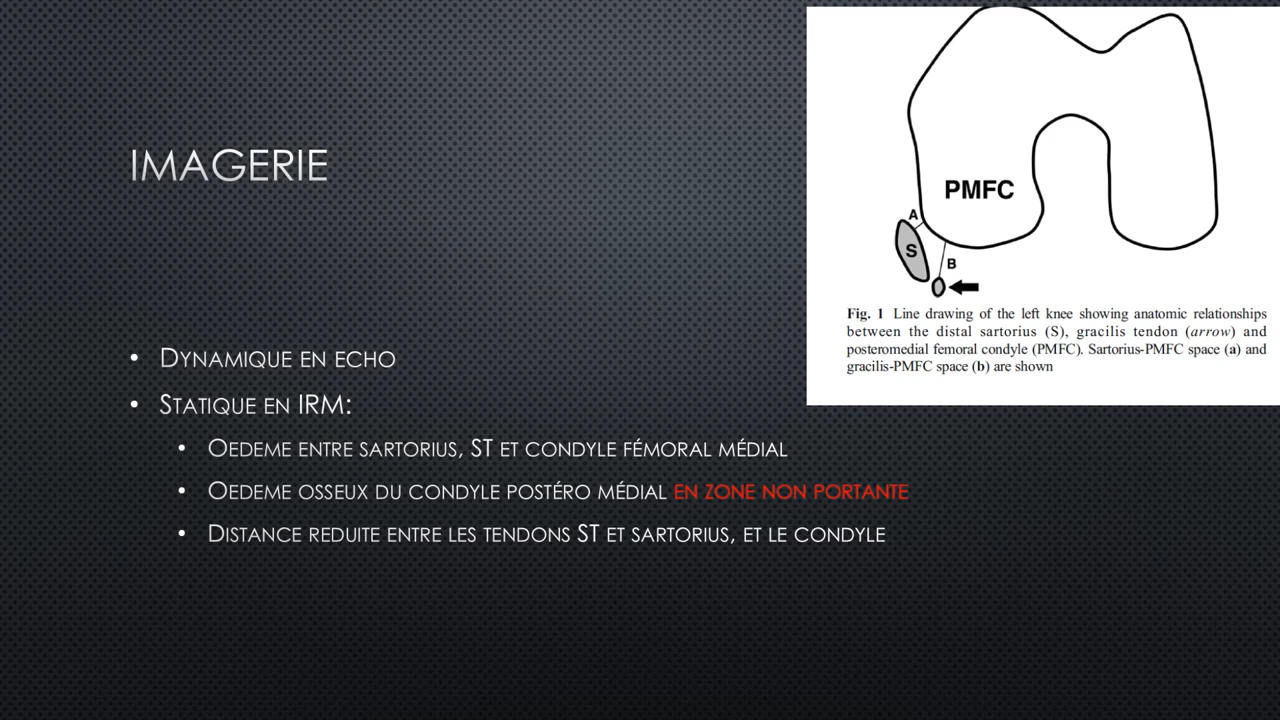 IMAGERIE
• DYNAMIQUE EN ECHO
• STATIQUE EN IRM:
• OEDEME ENTRE SARTORIUS, ST ET CONDYLE FÉMORAL MÉDIAL
• OEDEME OSSEUX DU CONDYLE POSTÉRO MÉDIAL EN ZONE NON PORTANTE
• DISTANCE REDUITE ENTRE LES TENDONS ST ET SARTORIUS, ET LE CONDYLE
PMFC
A
S
B
Fig. 1 Line drawing of the left knee showing anatomic relationships
between the distal sartorius (S), gracilis tendon (arrow) and
posteromedial femoral condyle (PMFC). Sartorius-PMFC space (a) and
gracilis-PMFC space (b) are shown